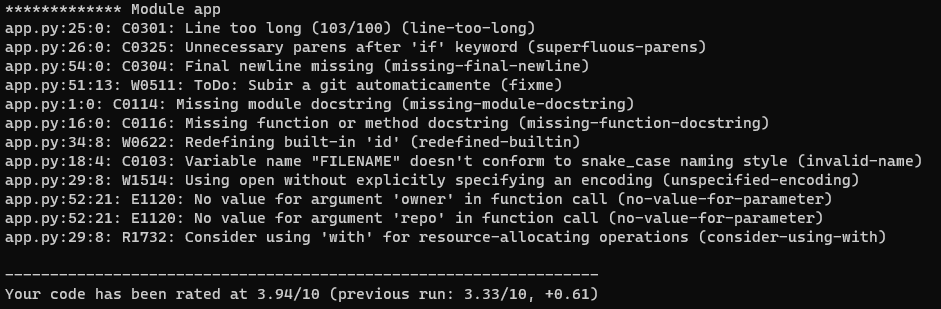 ************* Module app
app.py:25:0: C0301: Line too long (103/100) (line-too-long)
app.py:26:0: C0325: Unnecessary parens after 'if' keyword (superfluous-parens)
app.py:54:0: C0304: Final newline missing (missing-final-newline)
app.py:51:13: W0511: ToDo: Subir a git automaticamente (fixme)
app.py:1:0: C0114: Missing module docstring (missing-module-docstring)
app.py:16:0: C0116: Missing function or method docstring (missing-function-docstring)
app.py:34:8: W0622: Redefining built-in 'id' (redefined-builtin)
app.py:18:4: C0103: Variable name "FILENAME" doesn't conform to snake_case naming style (invalid-name)
app.py:29:8: W1514: Using open without explicitly specifying an encoding (unspecified-encoding)
app.py:52:21: E1120: No value for argument 'owner' in function call (no-value-for-parameter)
app.py:52:21: E1120: No value for argument 'repo' in function call (no-value-for-parameter)
app.py:29:8: R1732: Consider using 'with' for resource-allocating operations (consider-using-with)
------------------------------------------------------------------
Your code has been rated at 3.94/10 (previous run: 3.33/10, +0.61)